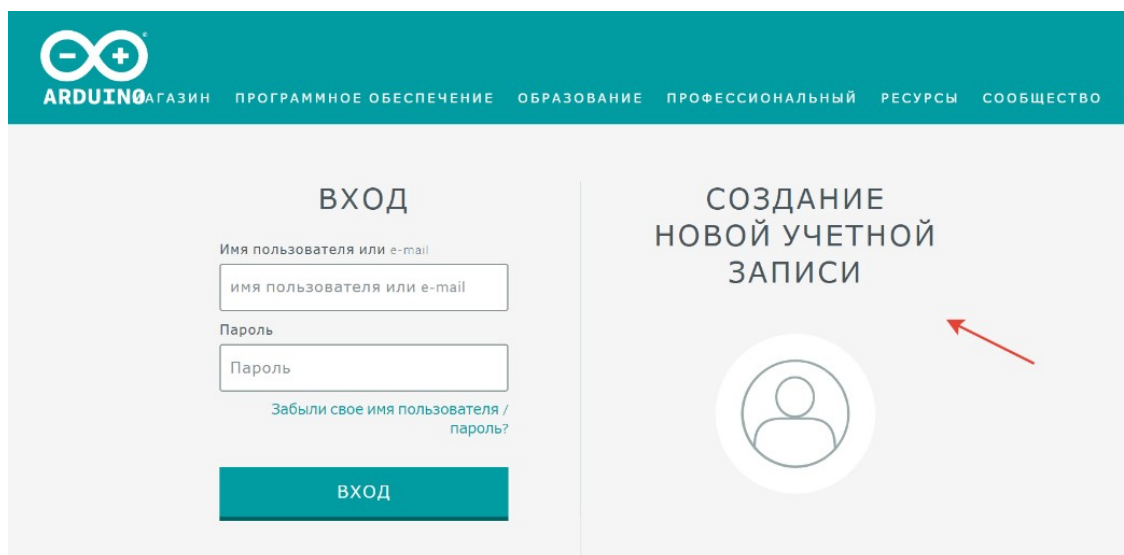 ARDUINO
АГАЗИН ПРОГРАММНОЕ ОБЕСПЕЧЕНИЕ ОБРАЗОВАНИЕ ПРОФЕССИОНАЛЬНЫЙ РЕСУРСЫ СООБЩЕСТВО
ВХОД
Имя пользователя или e-mail
имя пользователя или e-mail
Пароль
Пароль
Забыли свое имя пользователя /
пароль?
ВХОД
СОЗДАНИЕ
НОВОЙ УЧЕТНОЙ
ЗАПИСИ